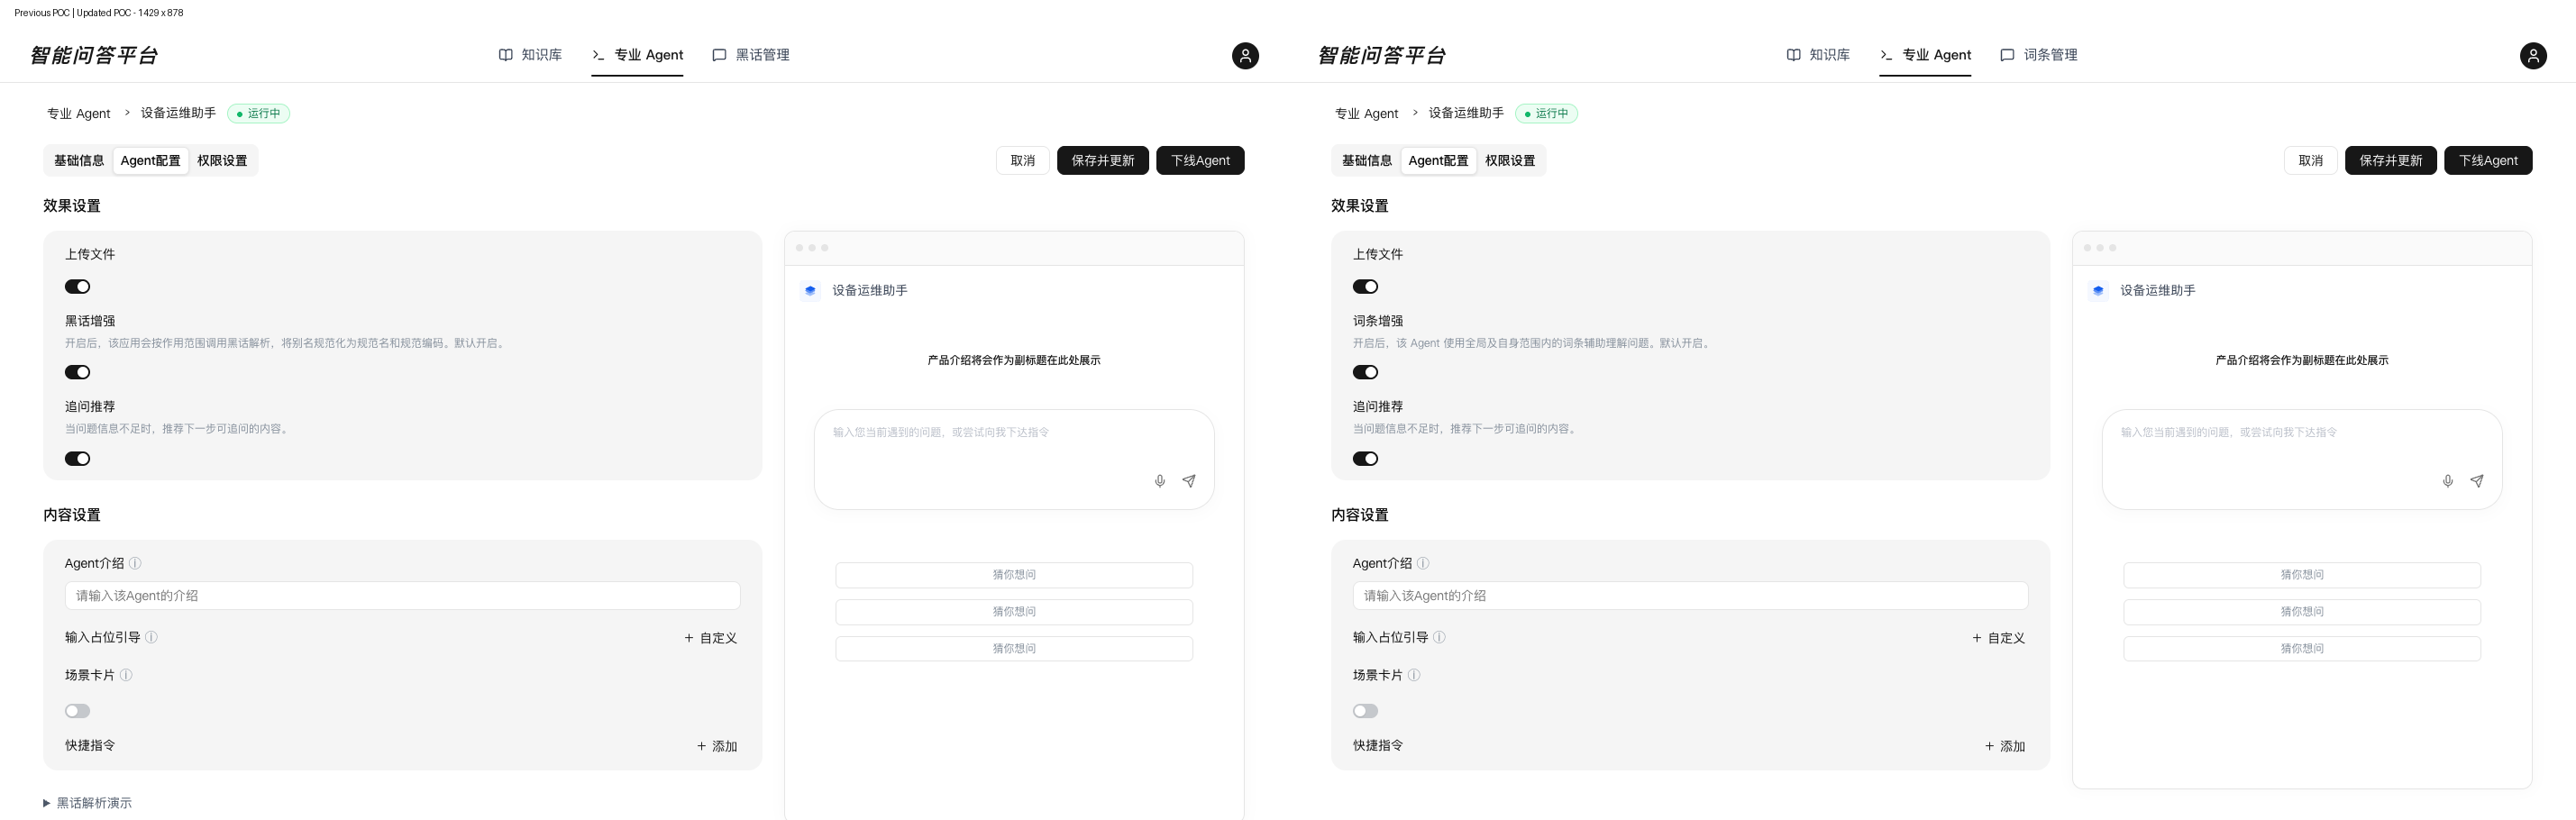 Previous POC | Updated POC - 1429 x 878
智能问答平台
知识库
专业 Agent
黑话管理
专业 Agent > 设备运维助手 运行中
基础信息 Agent配置 权限设置
取消 保存并更新 下线Agent
效果设置
上传文件
黑话增强
开启后，该应用会按作用范围调用黑话解析，将别名规范化为规范名和规范编码。默认开启。
追问推荐
当问题信息不足时，推荐下一步可追问的内容。
内容设置
Agent介绍
请输入该Agent的介绍
输入占位引导
+ 自定义
场景卡片
快捷指令
+ 添加
黑话解析演示
设备运维助手
产品介绍将会作为副标题在此处展示
输入您当前遇到的问题，或尝试向我下达指令
猜你想问
猜你想问
猜你想问
智能问答平台
知识库
专业 Agent
词条管理
专业 Agent > 设备运维助手 运行中
基础信息 Agent配置 权限设置
取消 保存并更新 下线Agent
效果设置
上传文件
词条增强
开启后，该 Agent 使用全局及自身范围内的词条辅助理解问题。默认开启。
追问推荐
当问题信息不足时，推荐下一步可追问的内容。
内容设置
Agent介绍
请输入该Agent的介绍
输入占位引导
+ 自定义
场景卡片
快捷指令
+ 添加
设备运维助手
产品介绍将会作为副标题在此处展示
输入您当前遇到的问题，或尝试向我下达指令
猜你想问
猜你想问
猜你想问